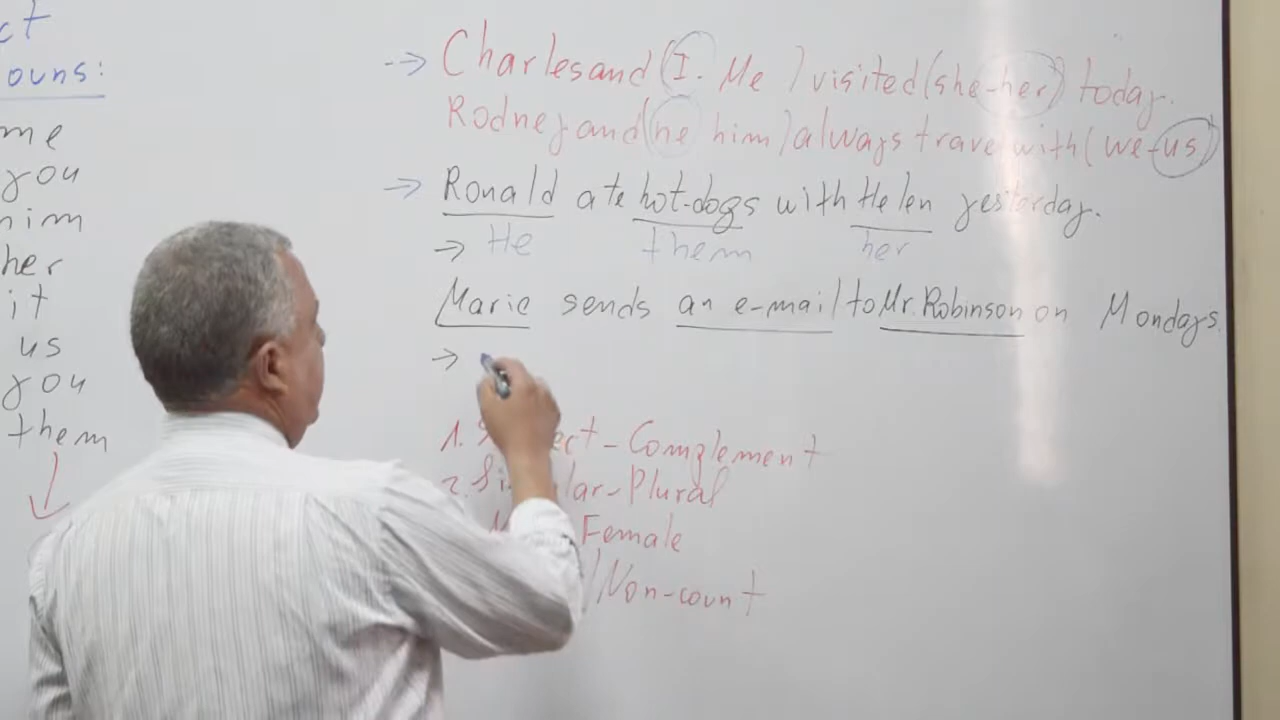 ouns:
me
you
him
her
it
us
you
them
-> Charles and (I. Me) visited (she-her) today.
Rodney and (he him) always trave with (we-us)
-> Ronald ate hot-dogs with Helen yesterday.
-> He them her
Marie sends an e-mail to Mr. Robinson on Mondays.
->
1. ect - Complement
2. Si lar - Plural
Female
/Non-count